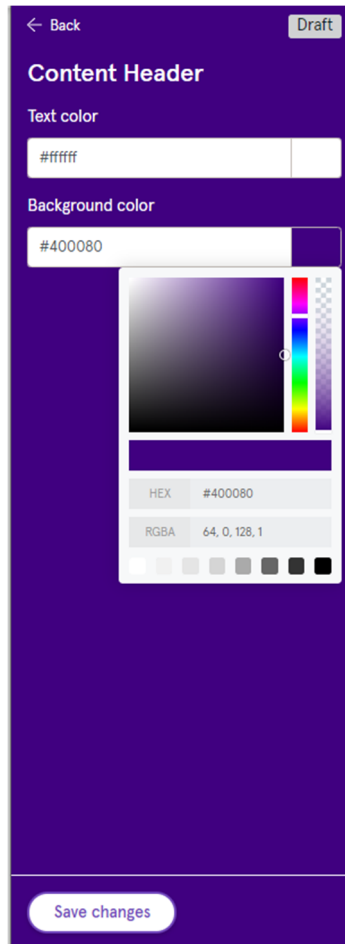 ← Back
Draft
Content Header
Text color
#ffffff
Background color
#400080
HEX #400080
RGBA 64, 0, 128, 1
Save changes